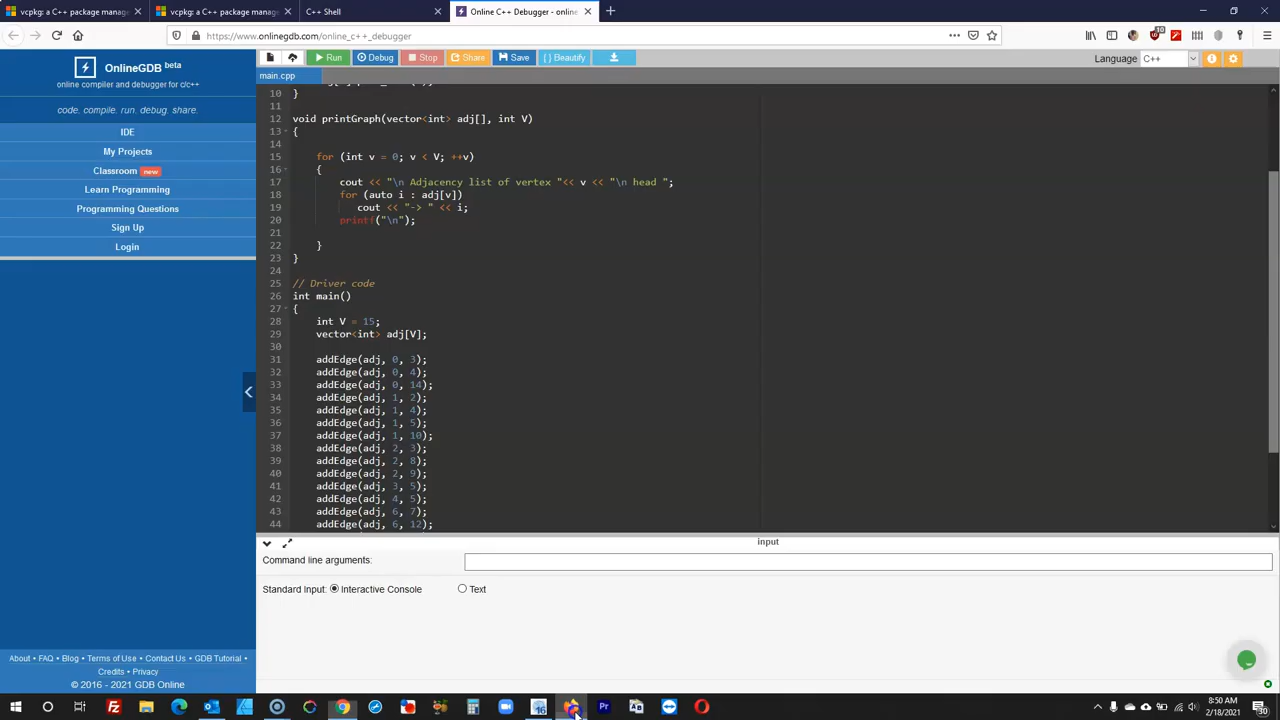 vcpkg: a C++ package manag
vcpkg: a C++ package manag
C++ Shell
Online C++ Debugger - online
https://www.onlinegdb.com/online_c++_debugger
10
OnlineGDB beta
online compiler and debugger for c/c++
code. compile. run. debug. share.
IDE
My Projects
Classroom new
Learn Programming
Programming Questions
Sign Up
Login
About • FAQ • Blog • Terms of Use • Contact Us • GDB Tutorial •
Credits • Privacy
© 2016 - 2021 GDB Online
Run Debug Stop Share Save { } Beautify
Language C++
main.cpp
10 }
11
12 void printGraph(vector<int> adj[], int V)
13 {
14
15 for (int v = 0; v < V; ++v)
16 {
17 cout << "\n Adjacency list of vertex "<< v << "\n head ";
18 for (auto i : adj[v])
19 cout << "-> " << i;
20 printf("\n");
21
22 }
23 }
24
25 // Driver code
26 int main()
27 {
28 int V = 15;
29 vector<int> adj[V];
30
31 addEdge(adj, 0, 3);
32 addEdge(adj, 0, 4);
33 addEdge(adj, 0, 14);
34 addEdge(adj, 1, 2);
35 addEdge(adj, 1, 4);
36 addEdge(adj, 1, 5);
37 addEdge(adj, 1, 10);
38 addEdge(adj, 2, 3);
39 addEdge(adj, 2, 8);
40 addEdge(adj, 2, 9);
41 addEdge(adj, 3, 5);
42 addEdge(adj, 4, 5);
43 addEdge(adj, 6, 7);
44 addEdge(adj, 6, 12);
input
Command line arguments:
Standard Input: Interactive Console Text
8:50 AM
2/18/2021